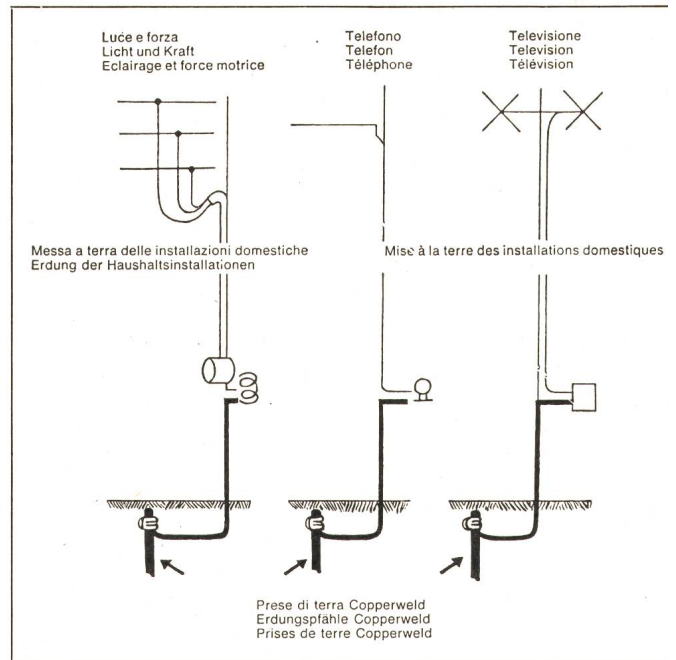 Luce e forza
Licht und Kraft
Eclairage et force motrice
Telefono
Telefon
Téléphone
Televisione
Television
Télévision
Messa a terra delle installazioni domestiche
Erdung der Haushaltsinstallationen
Mise à la terre des installations domestiques
Prese di terra Copperweld
Erdungspfähle Copperweld
Prises de terre Copperweld